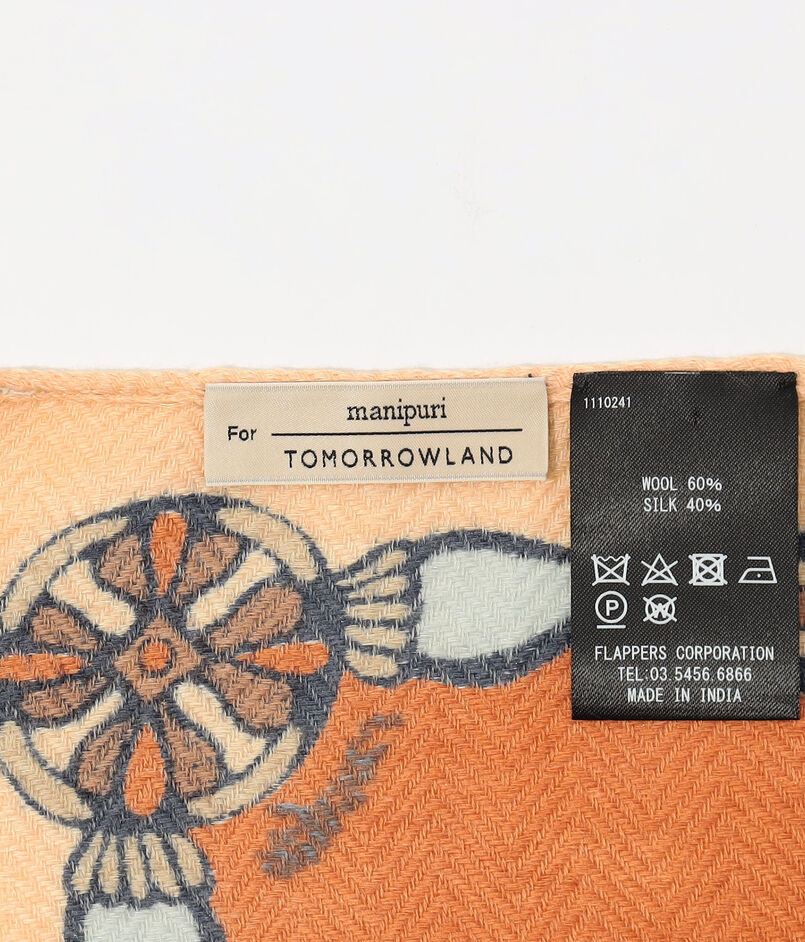 For
manipuri
TOMORROWLAND
1110241
WOOL 60%
SILK 40%
P W
FLAPPERS CORPORATION
TEL:03.5456.6866
MADE IN INDIA